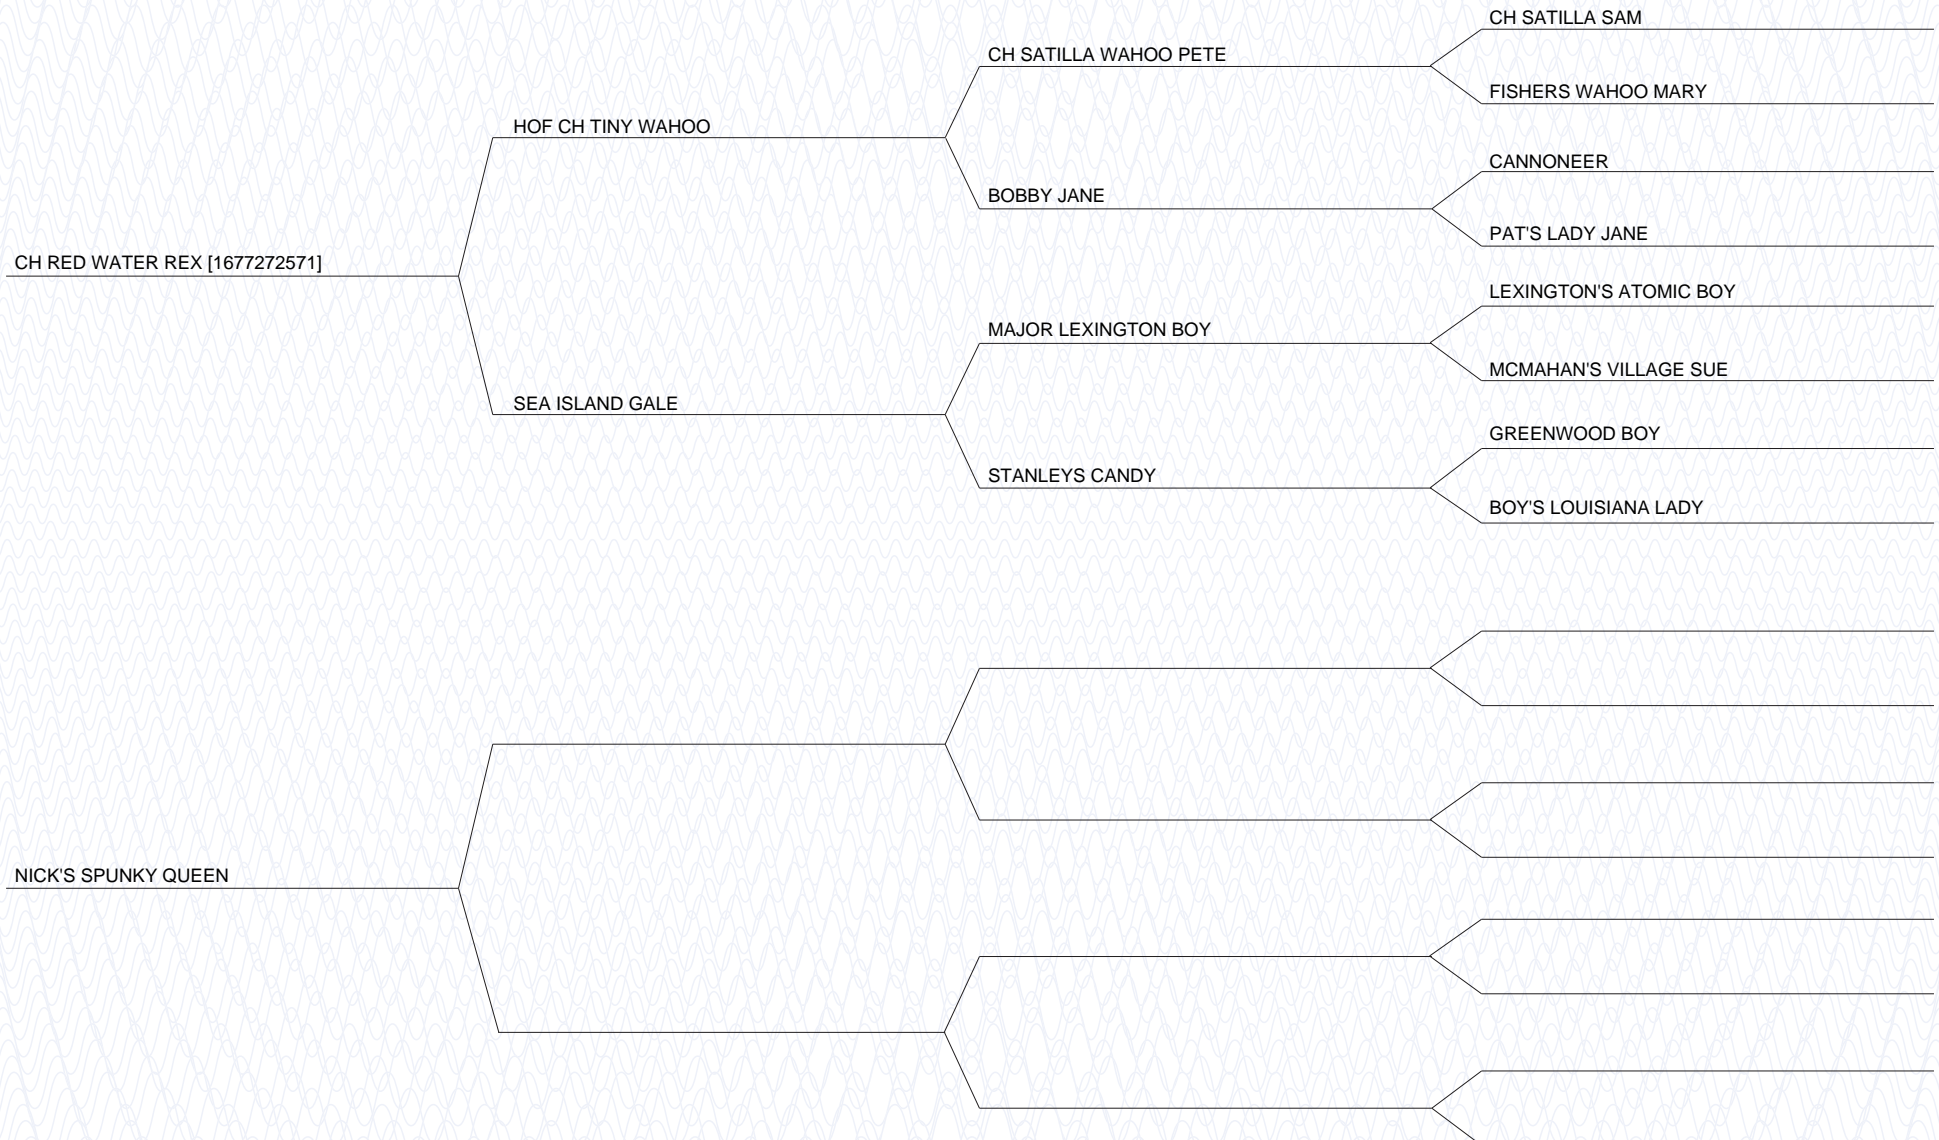 CH SATILLA SAM
CH SATILLA WAHOO PETE
FISHERS WAHOO MARY
HOF CH TINY WAHOO
CANNONEER
BOBBY JANE
PAT'S LADY JANE
CH RED WATER REX [1677272571]
LEXINGTON'S ATOMIC BOY
MAJOR LEXINGTON BOY
MCMAHAN'S VILLAGE SUE
SEA ISLAND GALE
GREENWOOD BOY
STANLEYS CANDY
BOY'S LOUISIANA LADY
NICK'S SPUNKY QUEEN